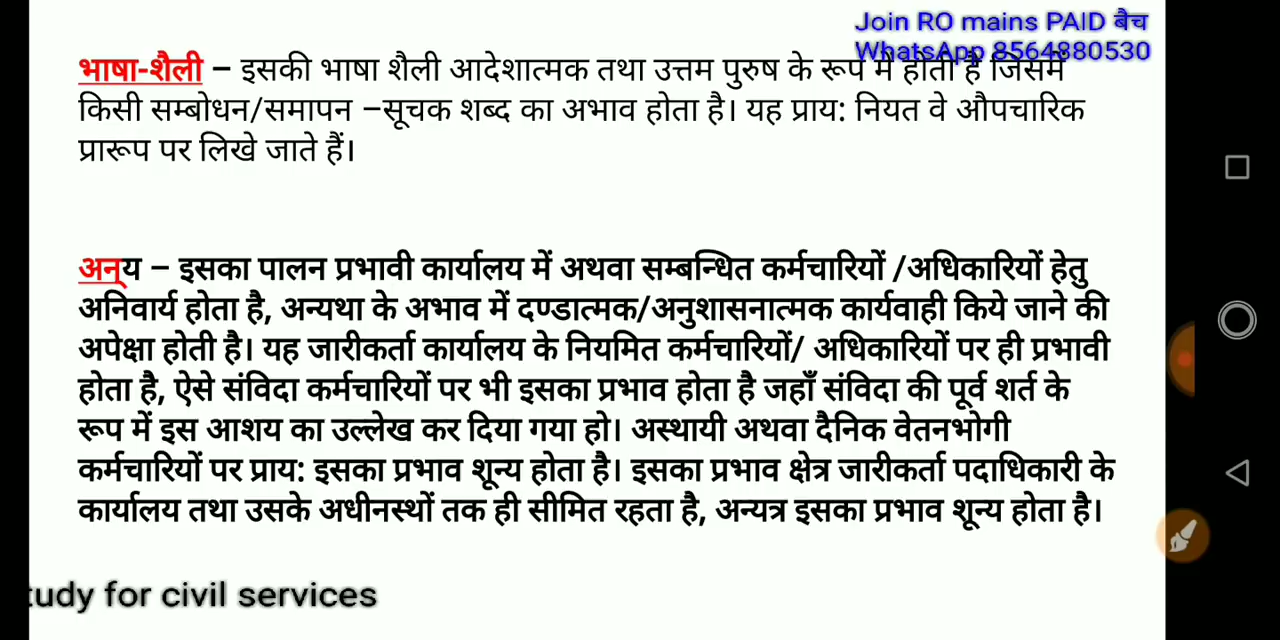 Join RO mains PAID बैच
WhatsApp 8564880530
भाषा-शैली – इसकी भाषा शैली आदेशात्मक तथा उत्तम पुरुष के रूप में होती है जिसमें
किसी सम्बोधन/समापन –सूचक शब्द का अभाव होता है। यह प्राय: नियत वे औपचारिक
प्रारूप पर लिखे जाते हैं।
अन्य – इसका पालन प्रभावी कार्यालय में अथवा सम्बन्धित कर्मचारियों /अधिकारियों हेतु
अनिवार्य होता है, अन्यथा के अभाव में दण्डात्मक/अनुशासनात्मक कार्यवाही किये जाने की
अपेक्षा होती है। यह जारीकर्ता कार्यालय के नियमित कर्मचारियों/ अधिकारियों पर ही प्रभावी
होता है, ऐसे संविदा कर्मचारियों पर भी इसका प्रभाव होता है जहाँ संविदा की पूर्व शर्त के
रूप में इस आशय का उल्लेख कर दिया गया हो। अस्थायी अथवा दैनिक वेतनभोगी
कर्मचारियों पर प्राय: इसका प्रभाव शून्य होता है। इसका प्रभाव क्षेत्र जारीकर्ता पदाधिकारी के
कार्यालय तथा उसके अधीनस्थों तक ही सीमित रहता है, अन्यत्र इसका प्रभाव शून्य होता है।
tudy for civil services